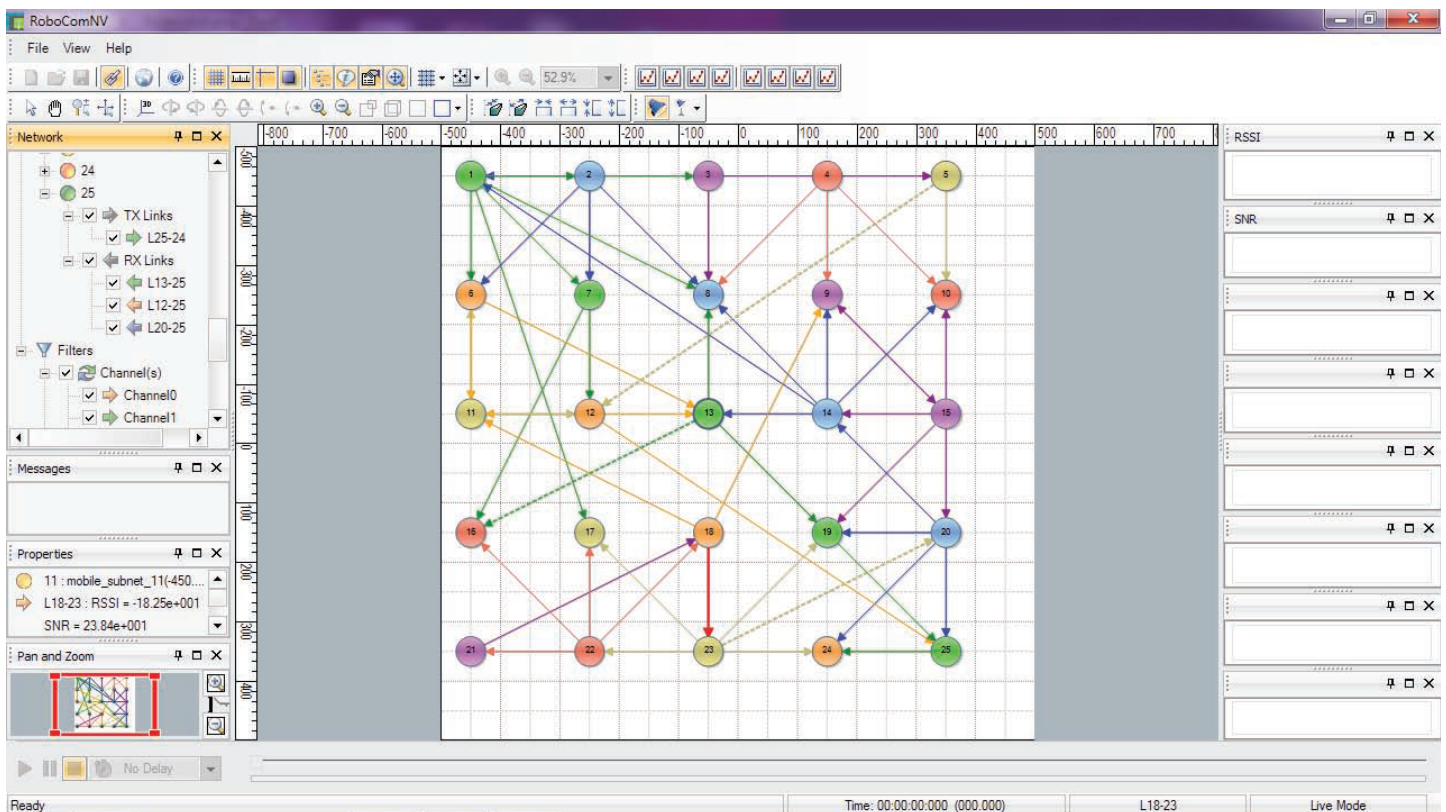 RoboComNV
File View Help
52.9%
3D
Network
24
25
TX Links
L25-24
RX Links
L13-25
L12-25
L20-25
Filters
Channel(s)
Channel0
Channel1
Messages
Properties
11 : mobile_subnet_11(-450....
L18-23 : RSSI = -18.25e+001
SNR = 23.84e+001
Pan and Zoom
-800 -700 -600 -500 -400 -300 -200 -100 0 100 200 300 400 500 600 700
-500
-400
-300
-200
-100
0
100
200
300
400
1 2 3 4 5
6 7 8 9 10
11 12 13 14 15
16 17 18 19 20
21 22 23 24 25
RSSI
SNR
No Delay
Ready
Time: 00:00:00:000 (000.000)
L18-23
Live Mode